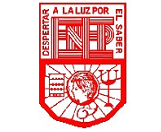 DESPERTAR A LA LUZ POR EL SABER
ENP